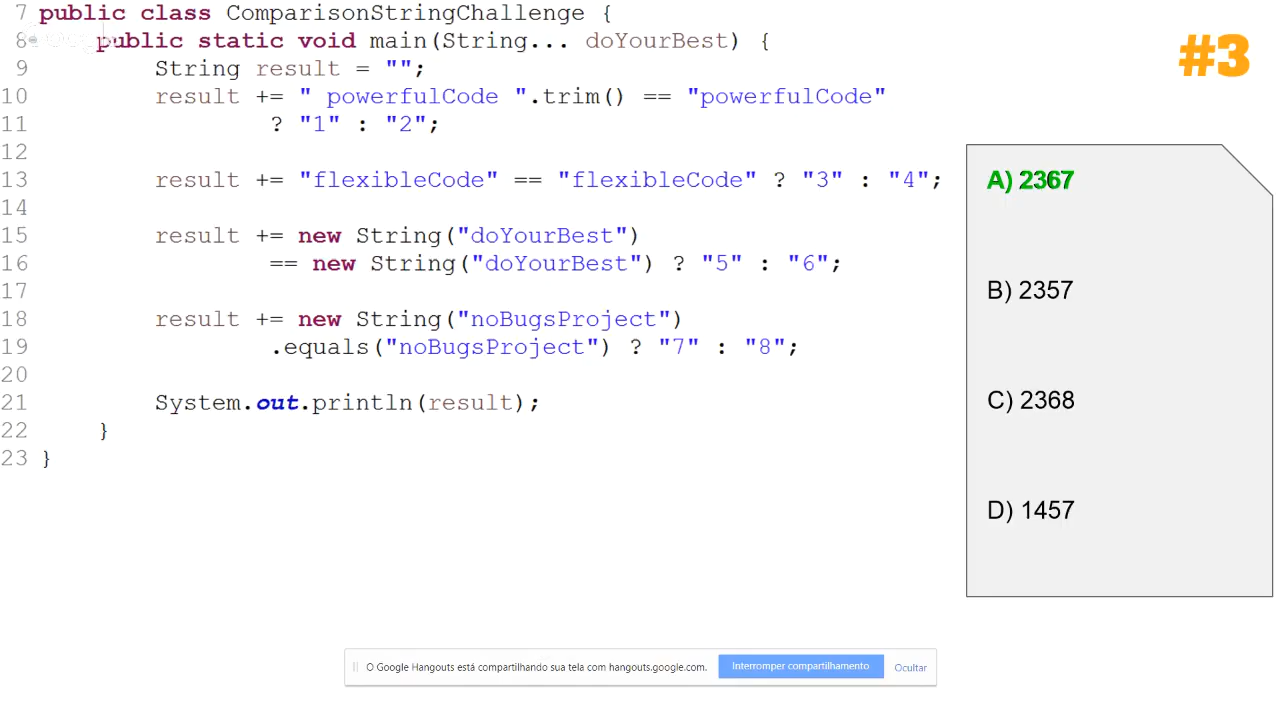 7 public class ComparisonStringChallenge {
8 public static void main(String... doYourBest) {
9 String result = "";
10 result += " powerfulCode ".trim() == "powerfulCode"
11 ? "1" : "2";
12
13 result += "flexibleCode" == "flexibleCode" ? "3" : "4";
14
15 result += new String("doYourBest")
16 == new String("doYourBest") ? "5" : "6";
17
18 result += new String("noBugsProject")
19 .equals("noBugsProject") ? "7" : "8";
20
21 System.out.println(result);
22 }
23 }
#3
A) 2367
B) 2357
C) 2368
D) 1457
O Google Hangouts está compartilhando sua tela com hangouts.google.com. Interromper compartilhamento Ocultar